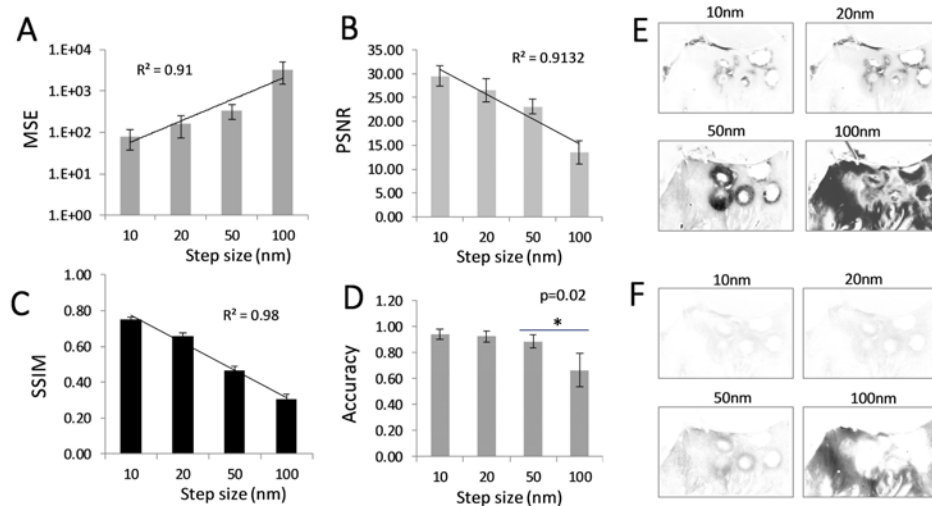 A
1.E+04
1.E+03
1.E+02
1.E+01
1.E+00
MSE
R² = 0.91
10 20 50 100
Step size (nm)
B
35.00
30.00
25.00
20.00
15.00
10.00
5.00
0.00
PSNR
R² = 0.9132
10 20 50 100
Step size (nm)
C
1.00
0.80
0.60
0.40
0.20
0.00
SSIM
R² = 0.98
10 20 50 100
Step size (nm)
D
1.20
1.00
0.80
0.60
0.40
0.20
0.00
Accuracy
p=0.02
*
10 20 50 100
Step size (nm)
E
10nm 20nm
50nm 100nm
F
10nm 20nm
50nm 100nm